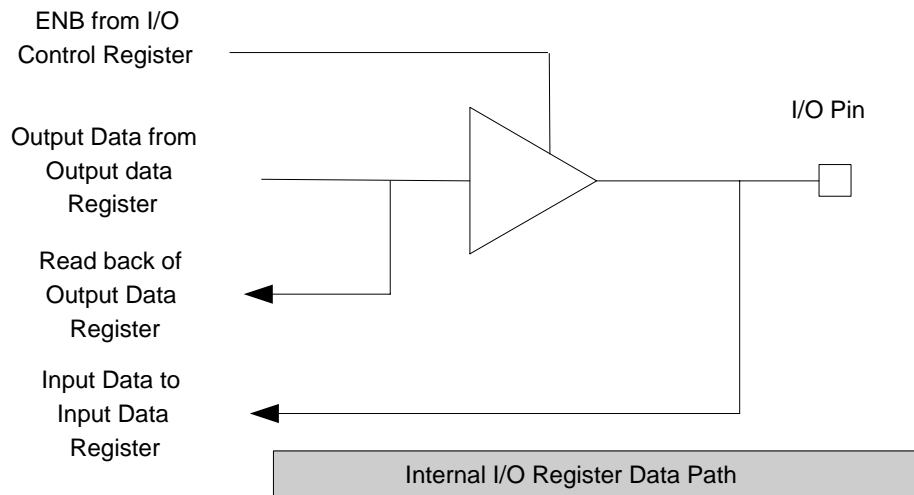 ENB from I/O
Control Register
I/O Pin
Output Data from
Output data
Register
Read back of
Output Data
Register
Input Data to
Input Data
Register
Internal I/O Register Data Path